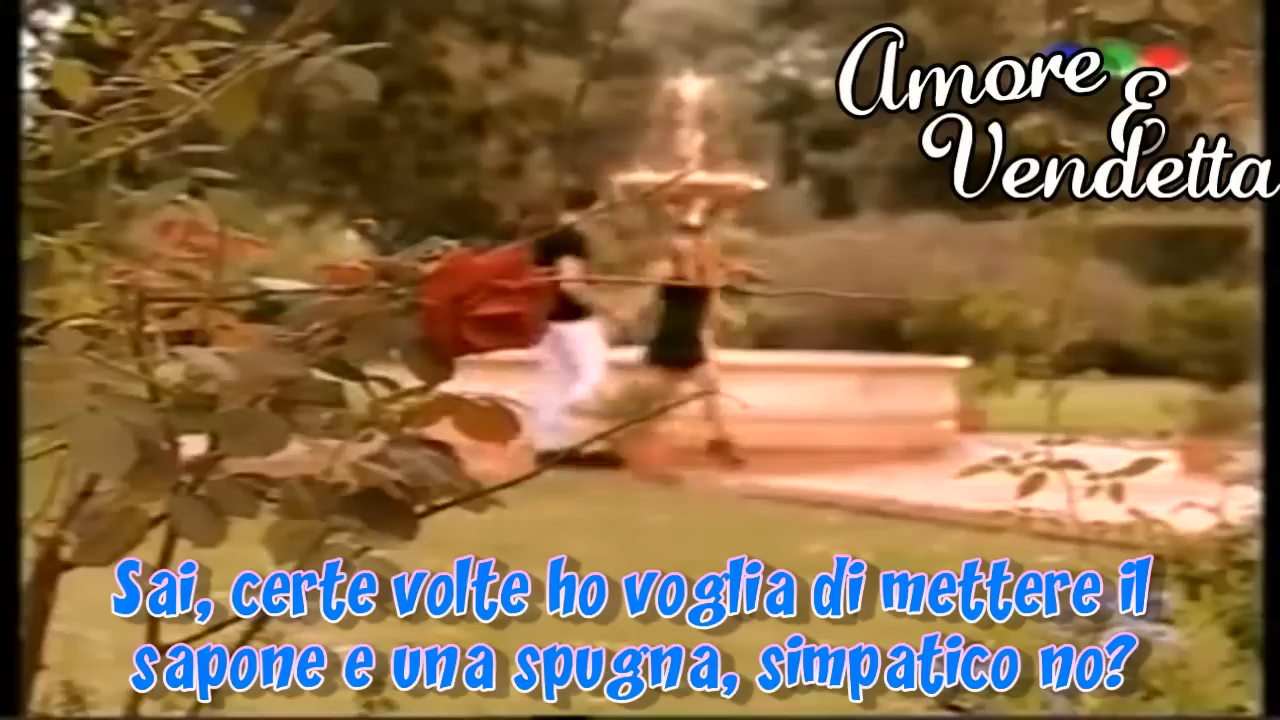 Amore
E
Vendetta
Sai, certe volte ho voglia di mettere il
sapone e una spugna, simpatico no?